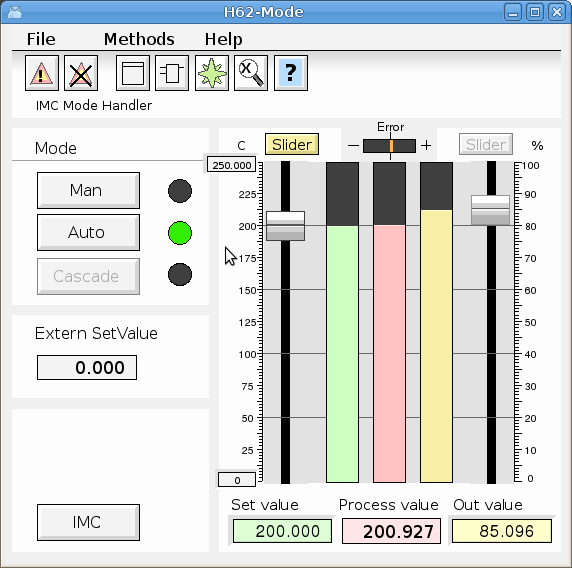 H62-Mode
File Methods Help
X ?
IMC Mode Handler
Mode
Man
Auto
Cascade
Extern SetValue
0.000
IMC
C Slider Error Slider %
− +
250.000 100
225 90
200 80
175 70
150 60
50
125
100 40
75 30
50 20
25 10
0 0
Set value Process value Out value
200.000 200.927 85.096